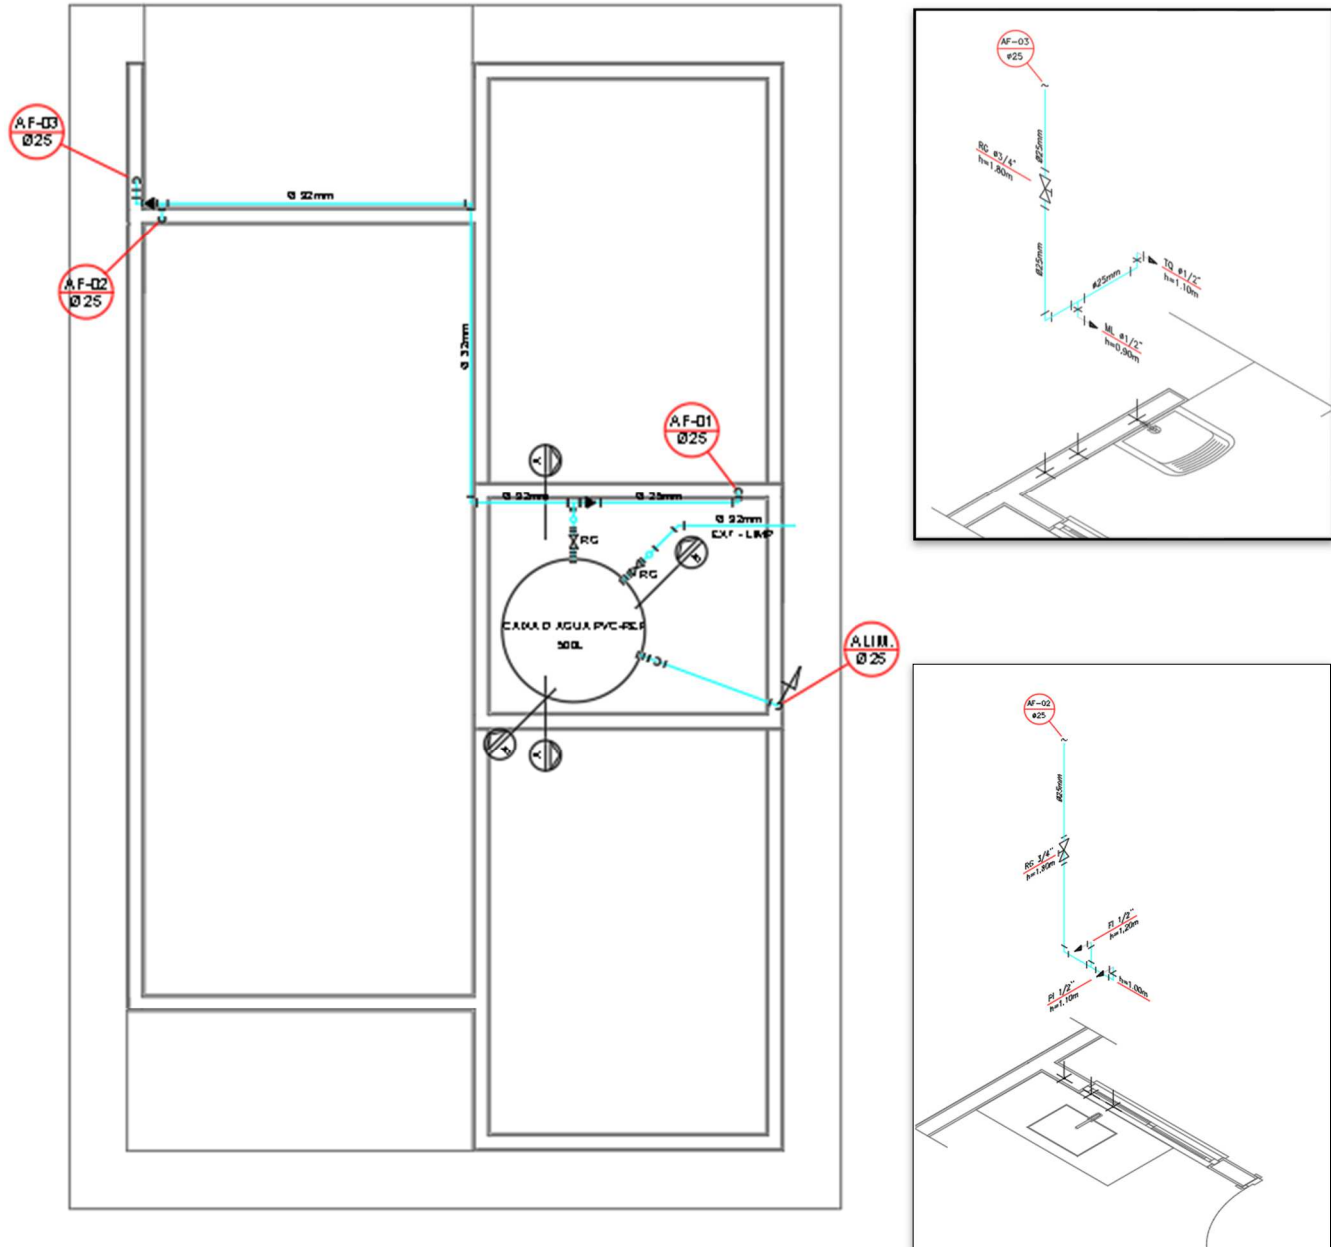 AF-03
Ø25
Ø 32mm
AF-02
Ø25
Ø 32mm
AF-01
Ø25
Ø 32mm
Ø 25mm
Ø 32mm
EXT - LIMP
RG
RG
CAIXA D'AGUA PVC-REF
500L
ALIM.
Ø25
AF-03
ø25
Ø25mm
RG ø3/4"
h=1.80m
Ø25mm
ø25mm
TQ ø1/2"
h=1.10m
ML ø1/2"
h=0.90m
AF-02
ø25
Ø25mm
RG 3/4"
h=1.80m
FI 1/2"
h=1.20m
PI 1/2"
h=1.10m
h=1.00m